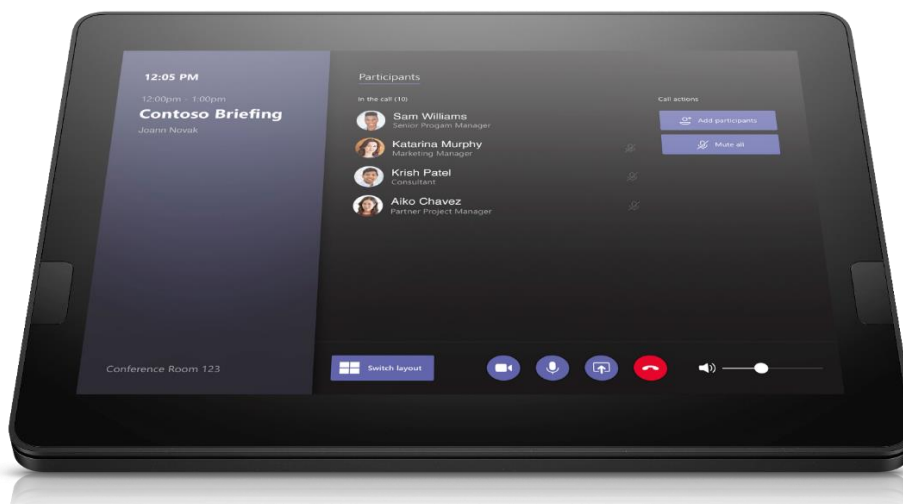 12:05 PM
12:00pm - 1:00pm
Contoso Briefing
Joann Novak
Conference Room 123
Participants
In the call (10)
Sam Williams
Senior Progam Manager
Katarina Murphy
Marketing Manager
Krish Patel
Consultant
Aiko Chavez
Partner Project Manager
Call actions
Add participants
Mute all
Switch layout